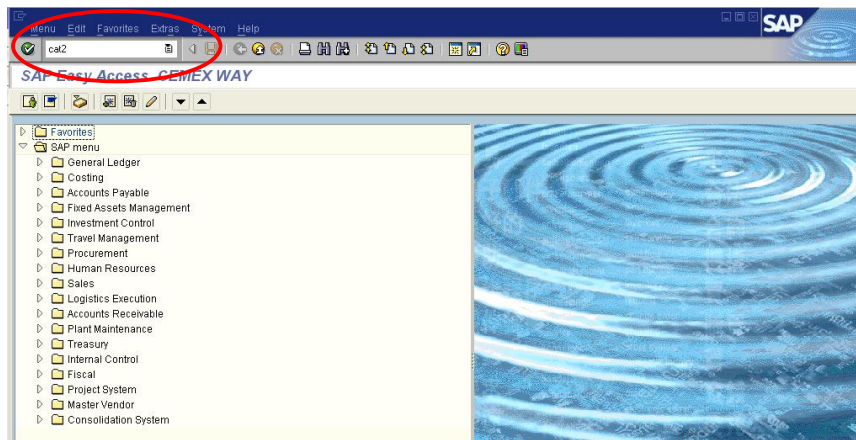 Menu Edit Favorites Extras System Help
SAP
cat2
SAP Easy Access CEMEX WAY
Favorites
SAP menu
General Ledger
Costing
Accounts Payable
Fixed Assets Management
Investment Control
Travel Management
Procurement
Human Resources
Sales
Logistics Execution
Accounts Receivable
Plant Maintenance
Treasury
Internal Control
Fiscal
Project System
Master Vendor
Consolidation System